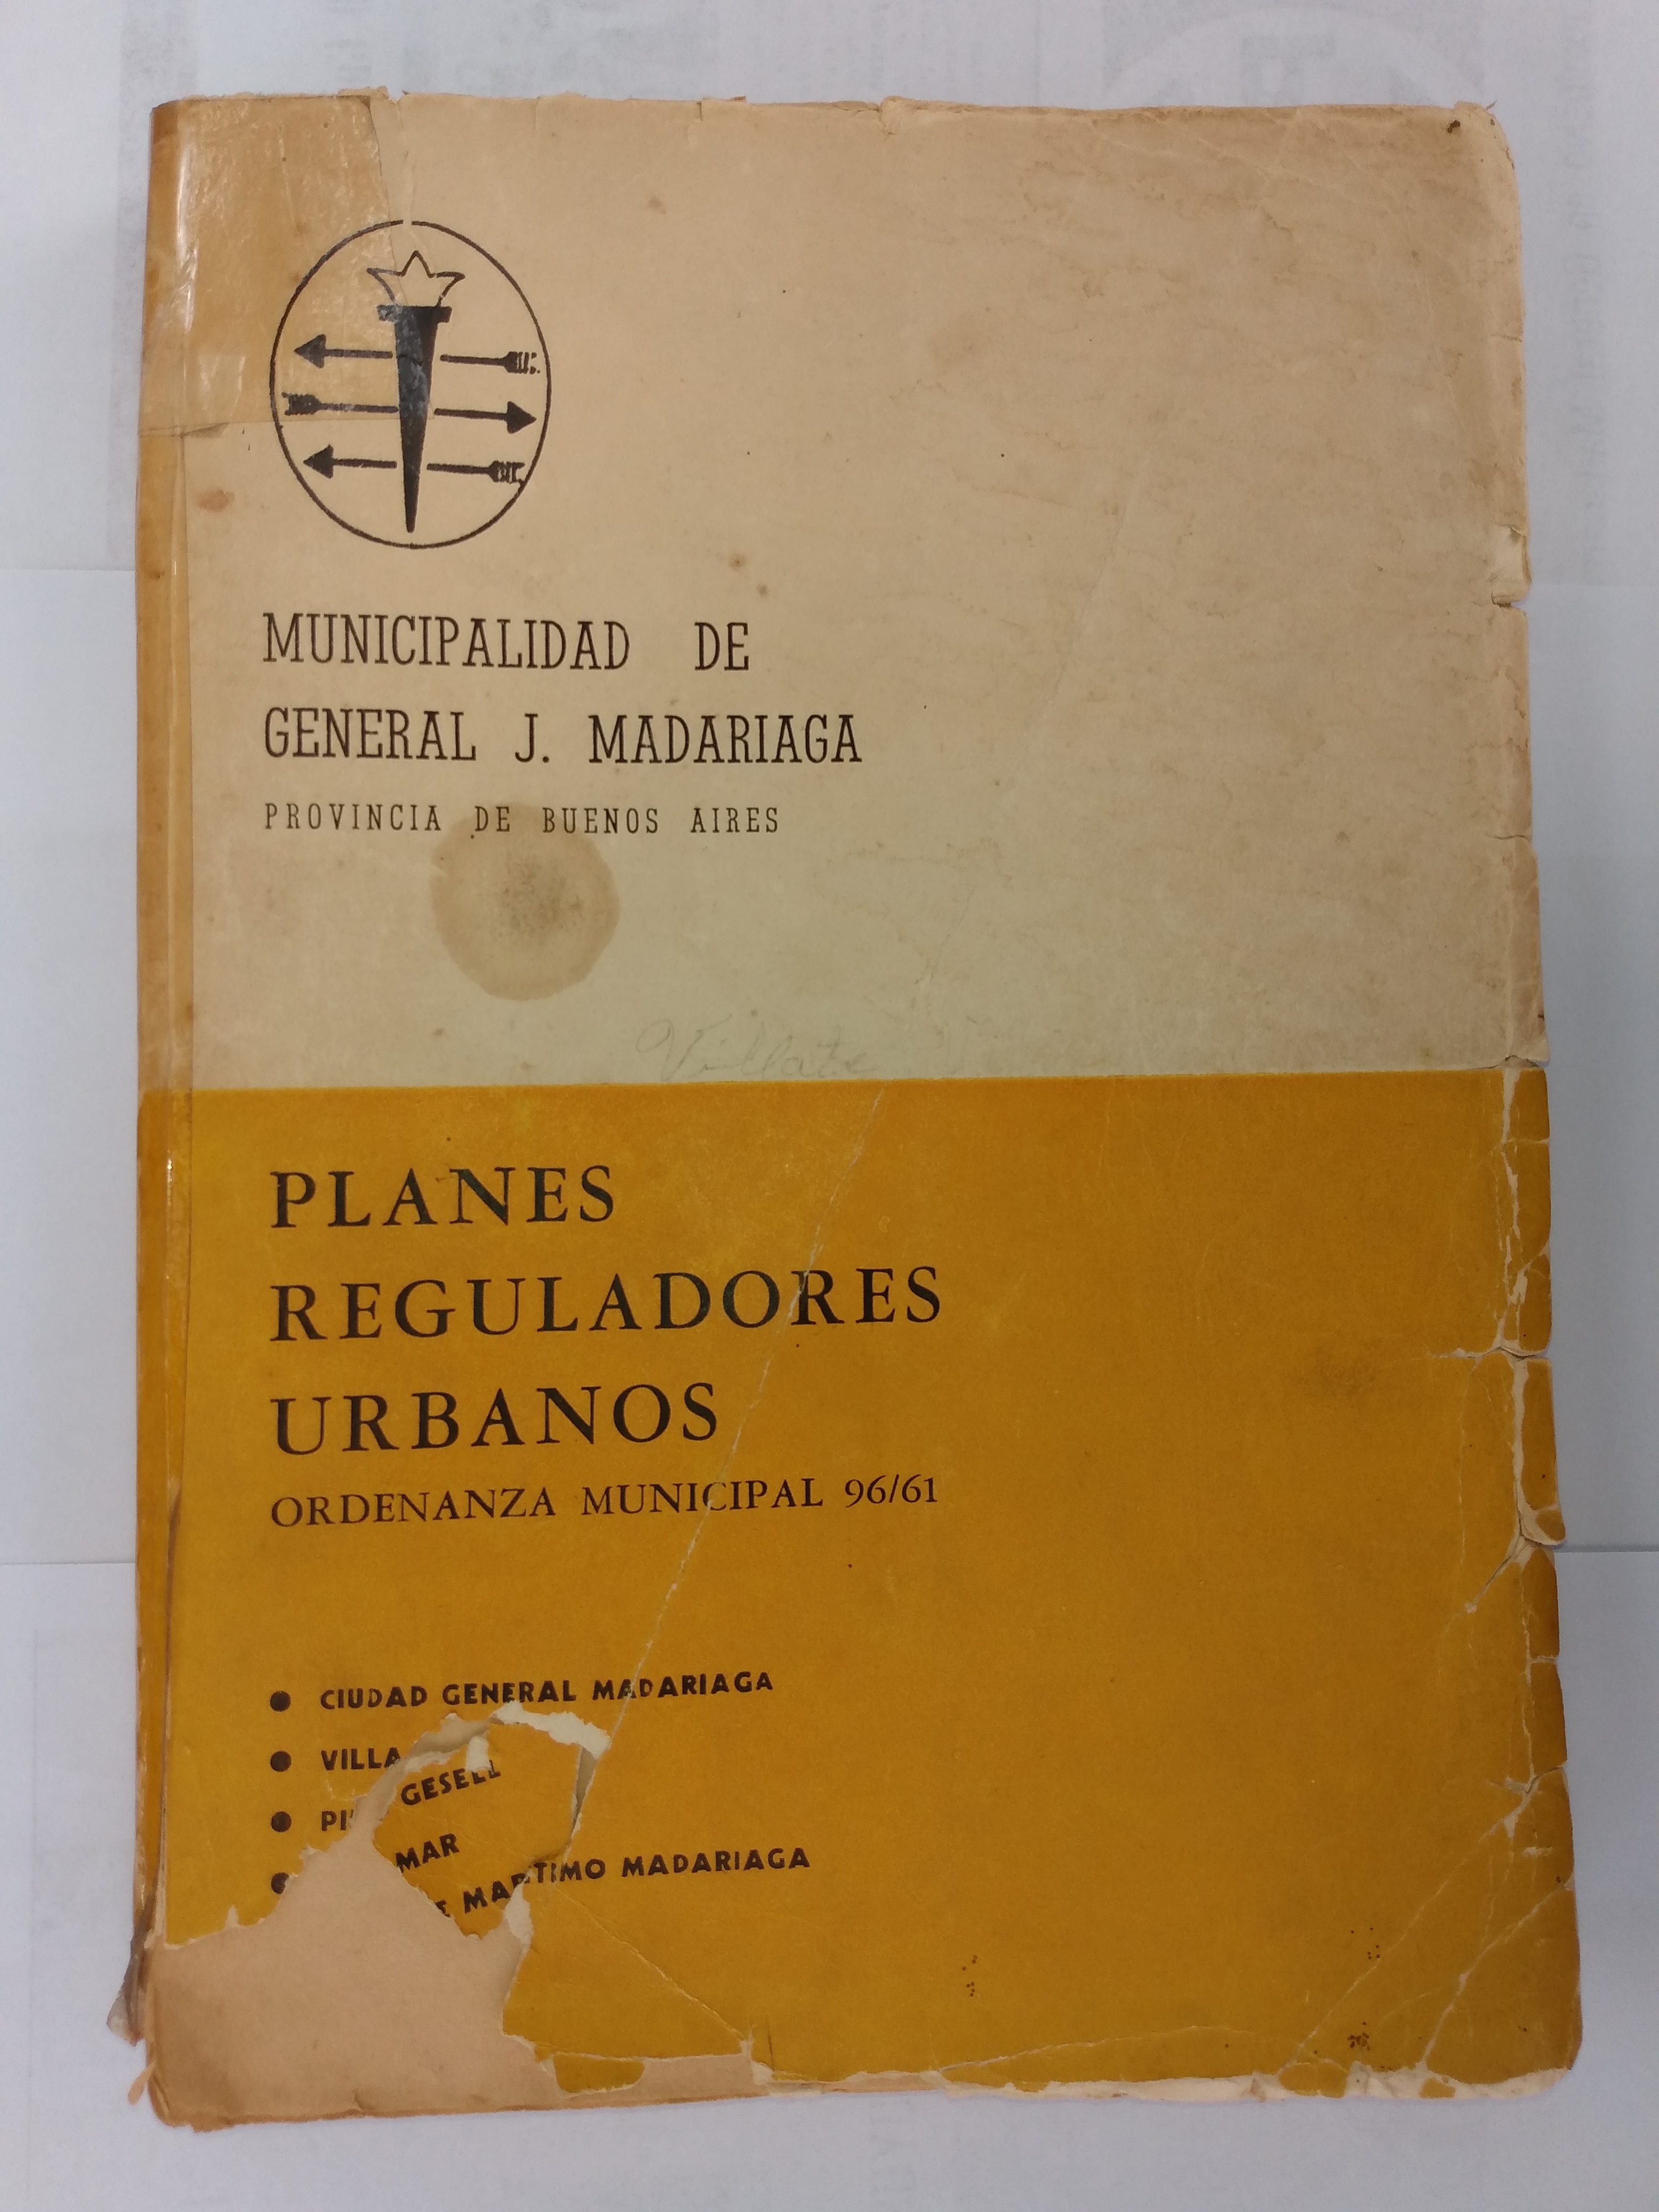 MUNICIPALIDAD DE
GENERAL J. MADARIAGA
PROVINCIA DE BUENOS AIRES
Villate
PLANES
REGULADORES
URBANOS
ORDENANZA MUNICIPAL 96/61
● CIUDAD GENERAL MADARIAGA
● VILLA GESELL
● PI MAR
● E MARTIMO MADARIAGA